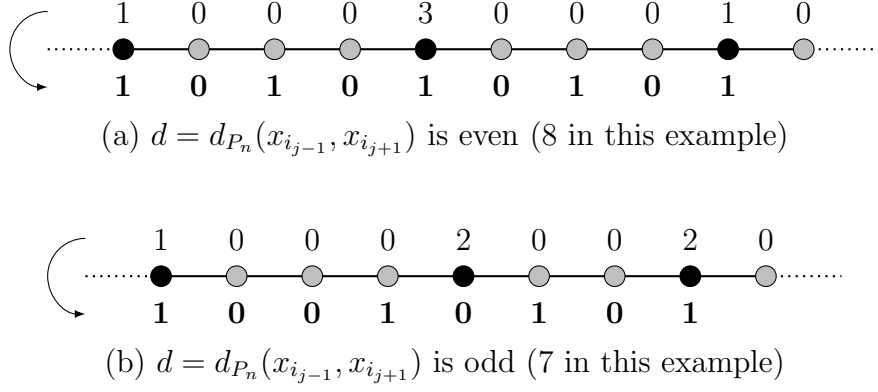 1 0 0 0 3 0 0 0 1 0
1 0 1 0 1 0 1 0 1
(a) d = d_{P_n}(x_{i_{j-1}}, x_{i_{j+1}}) is even (8 in this example)
1 0 0 0 2 0 0 2 0
1 0 0 1 0 1 0 1
(b) d = d_{P_n}(x_{i_{j-1}}, x_{i_{j+1}}) is odd (7 in this example)